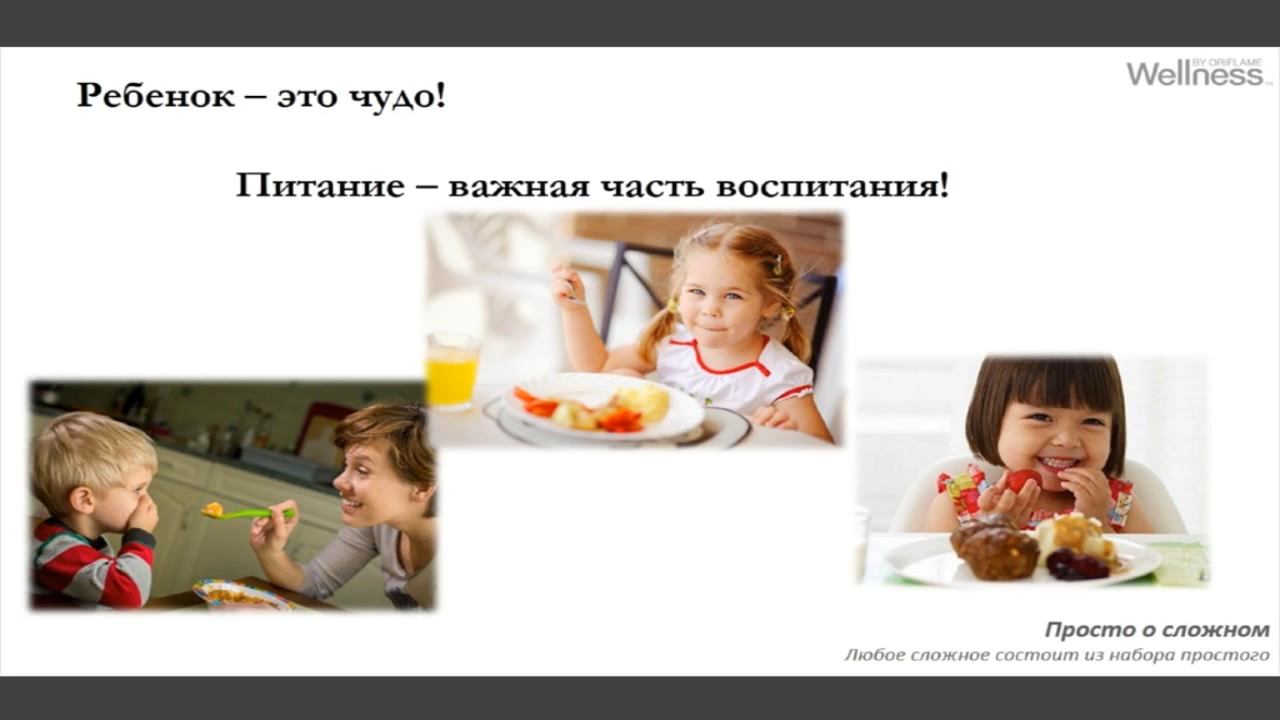 Ребенок – это чудо!
BY ORIFLAME
Wellness
Питание – важная часть воспитания!
Просто о сложном
Любое сложное состоит из набора простого